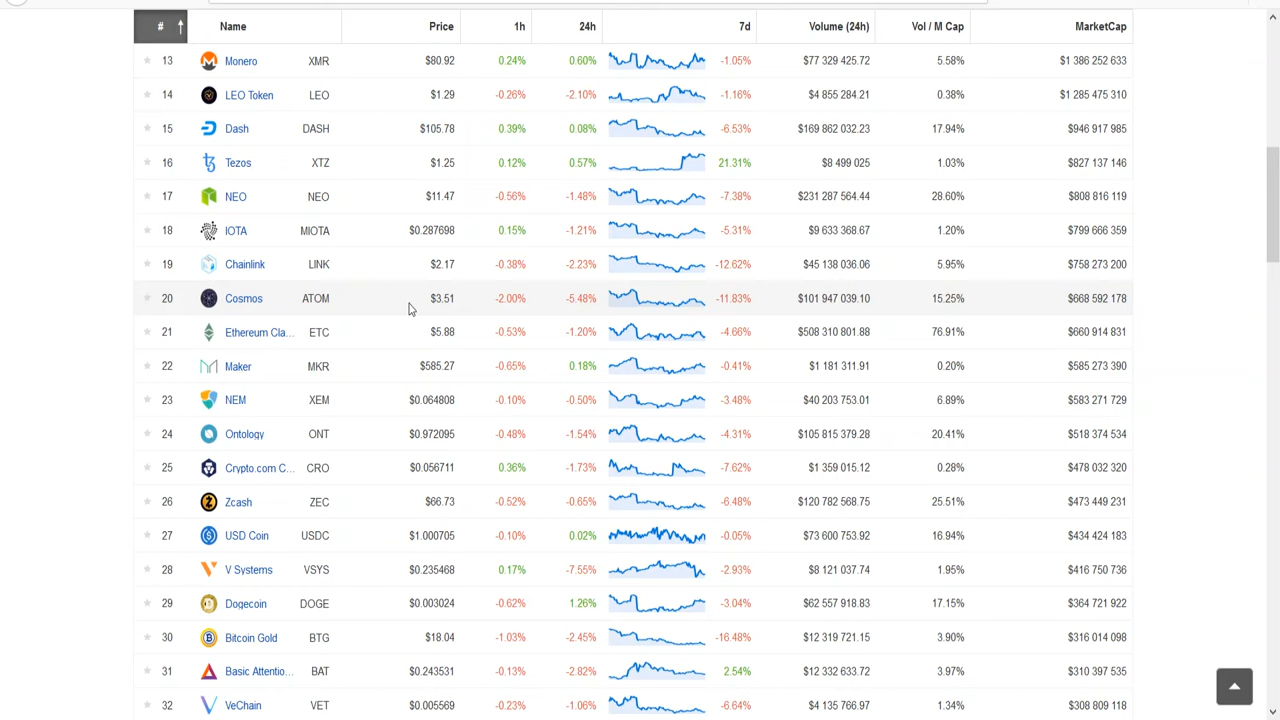 # Name Price 1h 24h 7d Volume (24h) Vol / M Cap MarketCap
13 Monero XMR $80.92 0.24% 0.60% -1.05% $77 329 425.72 5.58% $1 386 252 633
14 LEO Token LEO $1.29 -0.26% -2.10% -1.16% $4 855 284.21 0.38% $1 285 475 310
15 Dash DASH $105.78 0.39% 0.08% -6.53% $169 862 032.23 17.94% $946 917 985
16 Tezos XTZ $1.25 0.12% 0.57% 21.31% $8 499 025 1.03% $827 137 146
17 NEO NEO $11.47 -0.56% -1.48% -7.38% $231 287 564.44 28.60% $808 816 119
18 IOTA MIOTA $0.287698 0.15% -1.21% -5.31% $9 633 368.67 1.20% $799 666 359
19 Chainlink LINK $2.17 -0.38% -2.23% -12.62% $45 138 036.06 5.95% $758 273 200
20 Cosmos ATOM $3.51 -2.00% -5.48% -11.83% $101 947 039.10 15.25% $668 592 178
21 Ethereum Cla... ETC $5.88 -0.53% -1.20% -4.66% $508 310 801.88 76.91% $660 914 831
22 Maker MKR $585.27 -0.65% 0.18% -0.41% $1 181 311.91 0.20% $585 273 390
23 NEM XEM $0.064808 -0.10% -0.50% -3.48% $40 203 753.01 6.89% $583 271 729
24 Ontology ONT $0.972095 -0.48% -1.54% -4.31% $105 815 379.28 20.41% $518 374 534
25 Crypto.com C... CRO $0.056711 0.36% -1.73% -7.62% $1 359 015.12 0.28% $478 032 320
26 Zcash ZEC $66.73 -0.52% -0.65% -6.48% $120 782 568.75 25.51% $473 449 231
27 USD Coin USDC $1.000705 -0.10% 0.02% -0.05% $73 600 753.92 16.94% $434 424 183
28 V Systems VSYS $0.235468 0.17% -7.55% -2.93% $8 121 037.74 1.95% $416 750 736
29 Dogecoin DOGE $0.003024 -0.62% 1.26% -3.04% $62 557 918.83 17.15% $364 721 922
30 Bitcoin Gold BTG $18.04 -1.03% -2.45% -16.48% $12 319 721.15 3.90% $316 014 098
31 Basic Attentio... BAT $0.243531 -0.13% -2.82% 2.54% $12 332 633.72 3.97% $310 397 535
32 VeChain VET $0.005569 -0.23% -1.06% -6.64% $4 135 766.97 1.34% $308 809 118